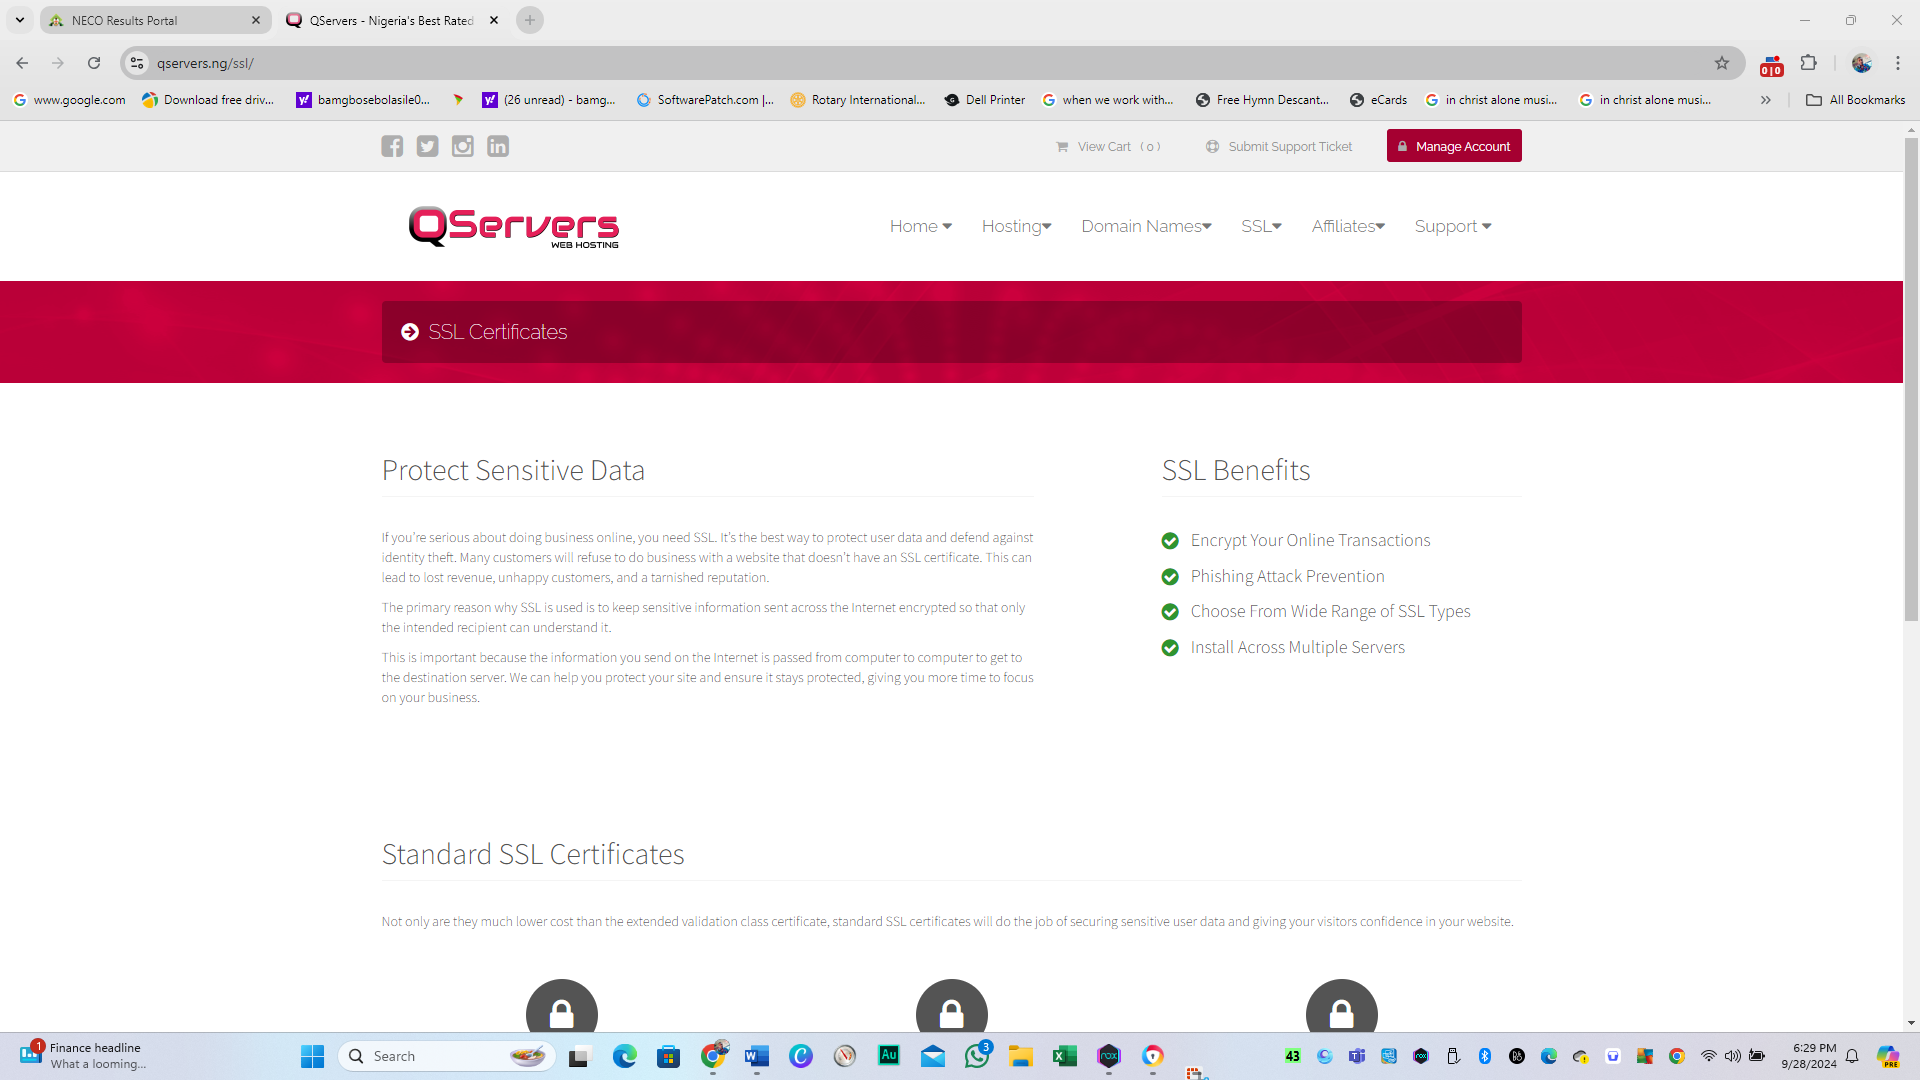 NECO Results Portal
QServers - Nigeria's Best Rated
qservers.ng/ssl/
www.google.com
Download free driv...
bamgbosebolasile0...
(26 unread) - bamg...
SoftwarePatch.com |...
Rotary International...
Dell Printer
when we work with...
Free Hymn Descant...
eCards
in christ alone musi...
in christ alone musi...
All Bookmarks
View Cart ( 0 )
Submit Support Ticket
Manage Account
QServers
WEB HOSTING
Home
Hosting
Domain Names
SSL
Affiliates
Support
SSL Certificates
Protect Sensitive Data
If you're serious about doing business online, you need SSL. It's the best way to protect user data and defend against
identity theft. Many customers will refuse to do business with a website that doesn't have an SSL certificate. This can
lead to lost revenue, unhappy customers, and a tarnished reputation.
The primary reason why SSL is used is to keep sensitive information sent across the Internet encrypted so that only
the intended recipient can understand it.
This is important because the information you send on the Internet is passed from computer to computer to get to
the destination server. We can help you protect your site and ensure it stays protected, giving you more time to focus
on your business.
SSL Benefits
Encrypt Your Online Transactions
Phishing Attack Prevention
Choose From Wide Range of SSL Types
Install Across Multiple Servers
Standard SSL Certificates
Not only are they much lower cost than the extended validation class certificate, standard SSL certificates will do the job of securing sensitive user data and giving your visitors confidence in your website.
1
Finance headline
What a looming...
Search
Au
3
43
6:29 PM
9/28/2024
PRE